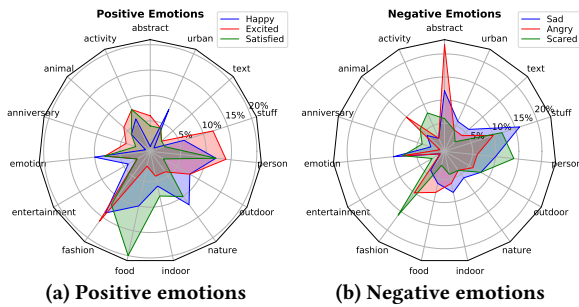 Positive Emotions
Happy
Excited
Satisfied
abstract
urban
text
stuff
person
outdoor
nature
indoor
food
fashion
entertainment
emotion
anniversary
animal
activity
5%
10%
15%
20%
(a) Positive emotions
Negative Emotions
Sad
Angry
Scared
abstract
urban
text
stuff
person
outdoor
nature
indoor
food
fashion
entertainment
emotion
anniversary
animal
activity
5%
10%
15%
20%
(b) Negative emotions